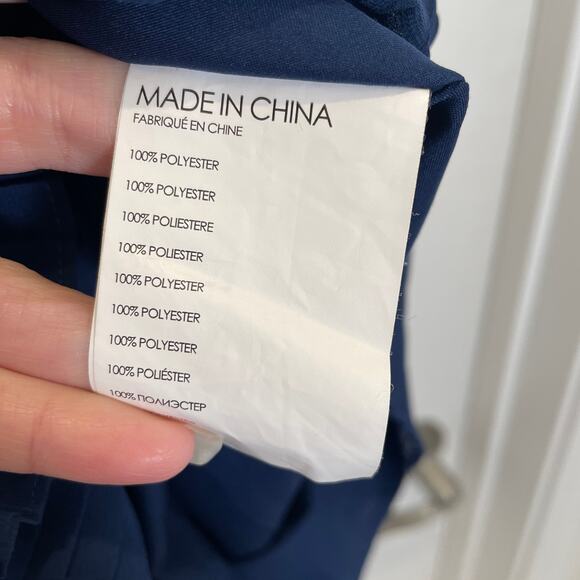 MADE IN CHINA
FABRIQUÉ EN CHINE
100% POLYESTER
100% POLYESTER
100% POLIESTERE
100% POLIESTER
100% POLYESTER
100% POLYESTER
100% POLYESTER
100% POLIÉSTER
100% ПОЛИЭСТЕР